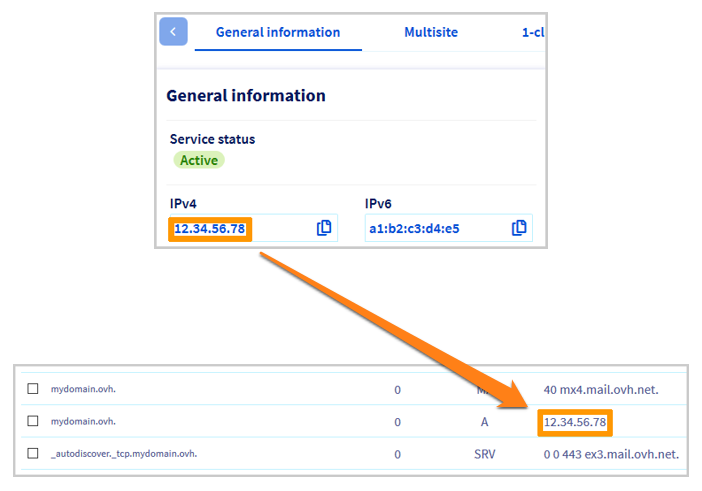 General information Multisite 1-cl
General information
Service status
Active
IPv4 IPv6
12.34.56.78 a1:b2:c3:d4:e5
mydomain.ovh. 0 40 mx4.mail.ovh.net.
mydomain.ovh. 0 A 12.34.56.78
_autodiscover._tcp.mydomain.ovh. 0 SRV 0 0 443 ex3.mail.ovh.net.